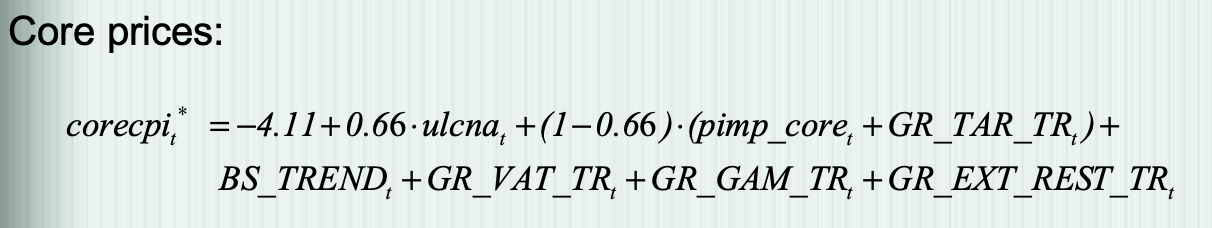 Core prices:
corecpi_t^* = −4.11+0.66·ulcna_t +(1−0.66)·(pimp_core_t +GR_TAR_TR_t)+
BS_TREND_t +GR_VAT_TR_t +GR_GAM_TR_t +GR_EXT_REST_TR_t